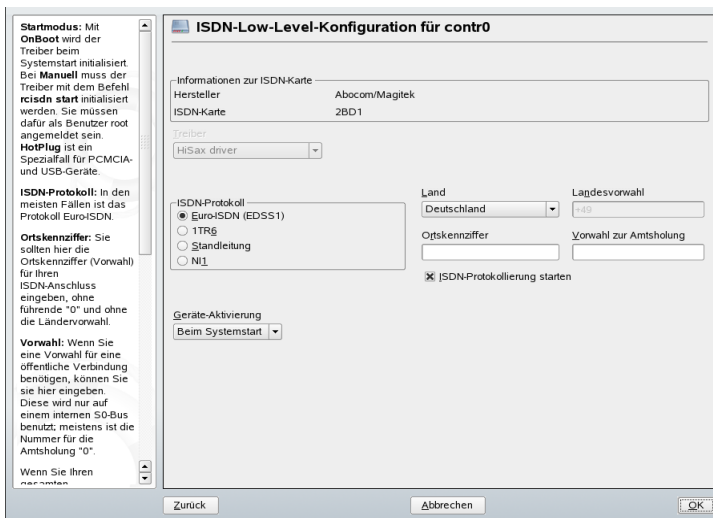 Startmodus: Mit
OnBoot wird der
Treiber beim
Systemstart initialisiert.
Bei Manuell muss der
Treiber mit dem Befehl
rcisdn start initialisiert
werden. Sie müssen
dafür als Benutzer root
angemeldet sein.
HotPlug ist ein
Spezialfall für PCMCIA-
und USB-Geräte.
ISDN-Protokoll: In den
meisten Fällen ist das
Protokoll Euro-ISDN.
Ortskennziffer: Sie
sollten hier die
Ortskennziffer (Vorwahl)
für Ihren
ISDN-Anschluss
eingeben, ohne
führende "0" und ohne
die Ländervorwahl.
Vorwahl: Wenn Sie
eine Vorwahl für eine
öffentliche Verbindung
benötigen, können Sie
sie hier eingeben.
Diese wird nur auf
einem internen S0-Bus
benutzt; meistens ist die
Nummer für die
Amtsholung "0".
Wenn Sie Ihren
gesamten
ISDN-Low-Level-Konfiguration für contr0
Informationen zur ISDN-Karte
Hersteller Abocom/Magitek
ISDN-Karte 2BD1
Treiber
HiSax driver
ISDN-Protokoll
Euro-ISDN (EDSS1)
1TR6
Standleitung
NI1
Land Landesvorwahl
Deutschland +49
Ortskennziffer Vorwahl zur Amtsholung
ISDN-Protokollierung starten
Geräte-Aktivierung
Beim Systemstart
Zurück Abbrechen OK